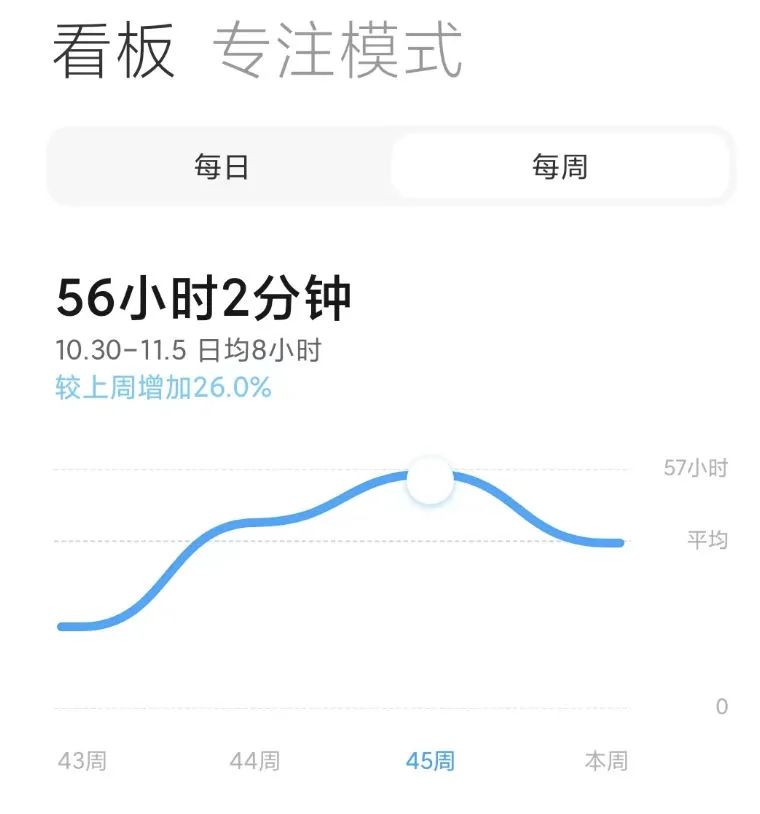 看板 专注模式
每日 每周
56小时2分钟
10.30-11.5 日均8小时
较上周增加26.0%
57小时
平均
0
43周 44周 45周 本周